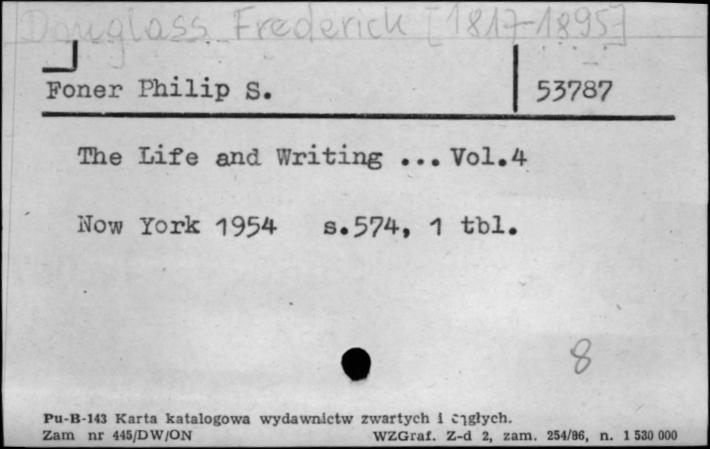 Douglass Frederick [1817-1895]
Foner Philip S. 53787
The Life and Writing ... Vol.4
Now York 1954 s.574, 1 tbl.
8
Pu-B-143 Karta katalogowa wydawnictw zwartych i ciągłych.
Zam nr 445/DW/ON WZGraf. Z-d 2, zam. 254/86, n. 1 530 000